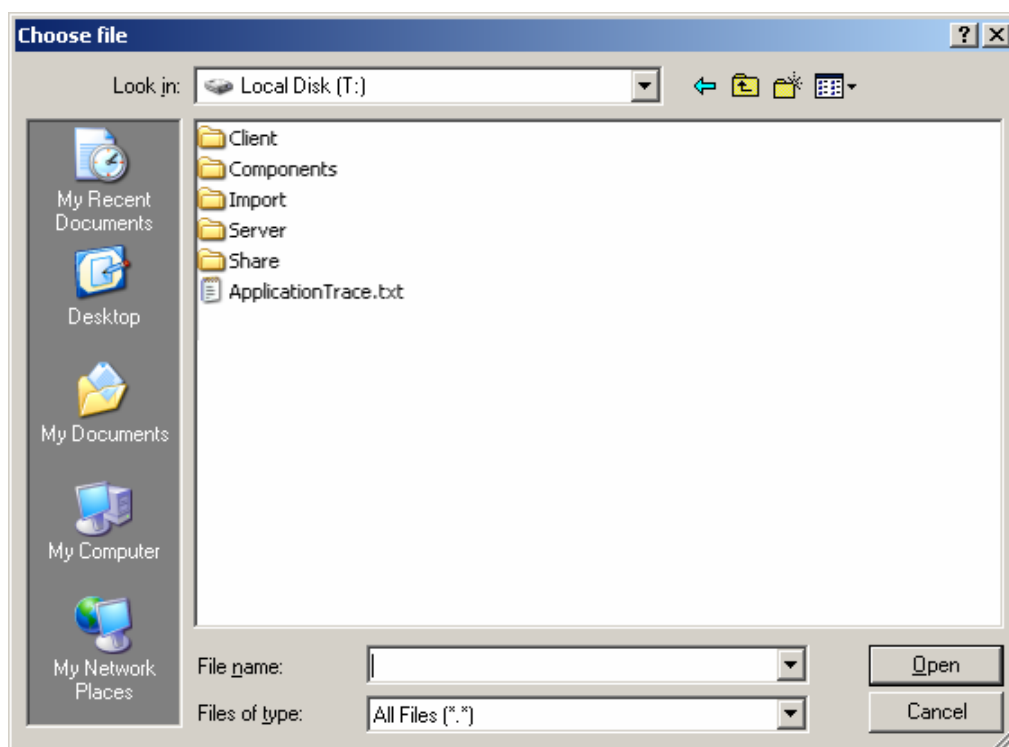 Choose file
Look in:
Local Disk (T:)
My Recent
Documents
Desktop
My Documents
My Computer
My Network
Places
Client
Components
Import
Server
Share
ApplicationTrace.txt
File name:
Open
Files of type:
All Files (*.*)
Cancel